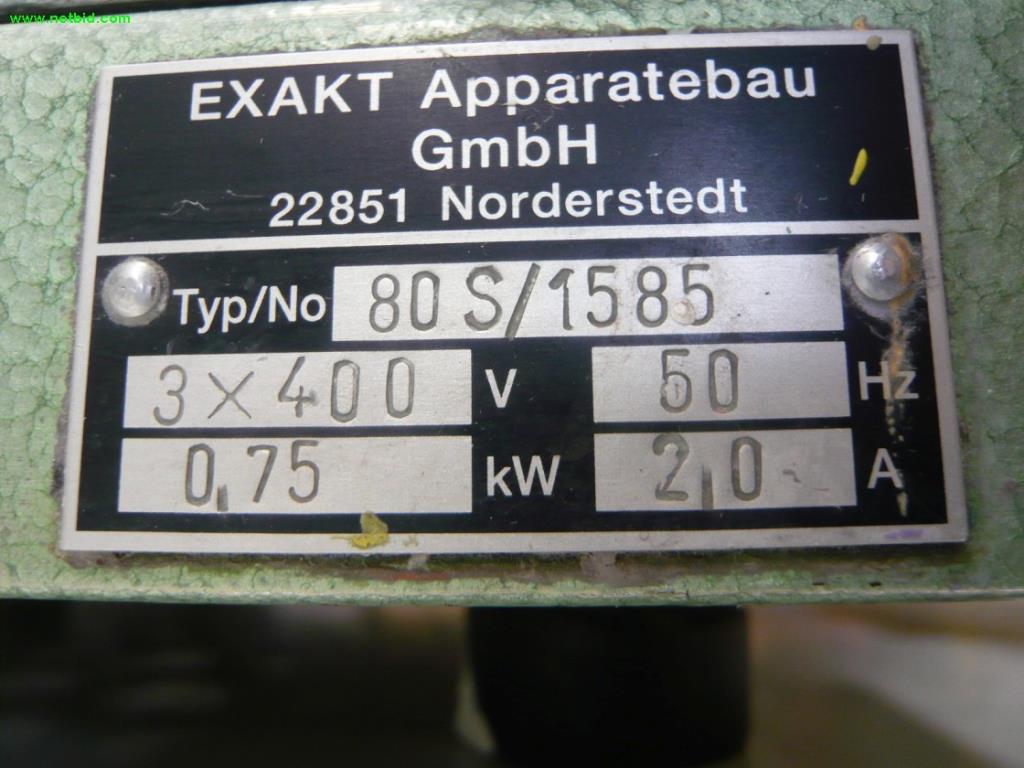 www.netbid.com
EXAKT Apparatebau
GmbH
22851 Norderstedt
Typ/No 80 S/1585
3 × 400 V 50 Hz
0,75 kW 2,0 A